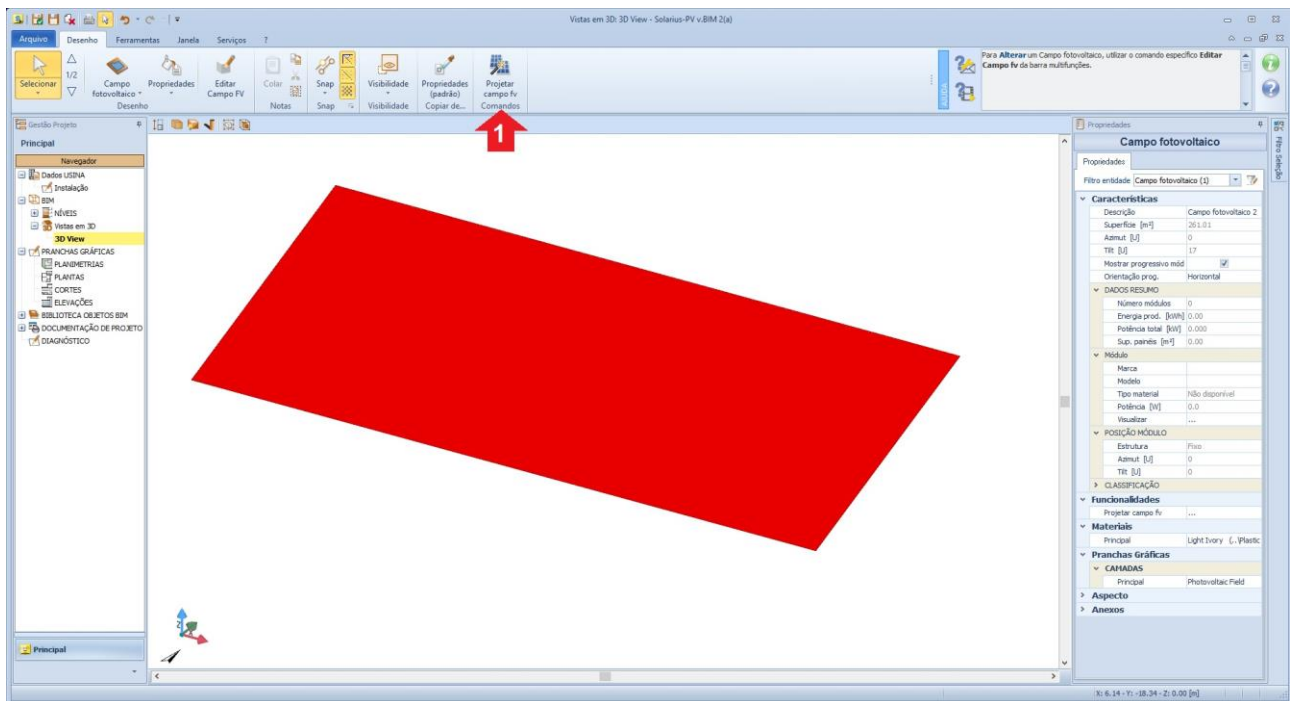 Vistas em 3D: 3D View - Solarius-PV v.BIM 2(a)
Arquivo Desenho Ferramentas Janela Serviços ?
Selecionar
1/2
Campo fotovoltaico
Propriedades
Editar Campo FV
Desenho
Colar
Notas
Snap
Snap
Visibilidade
Visibilidade
Propriedades (padrão)
Copiar de...
Projetar campo fv
Comandos
AJUDA
Para Alterar um Campo fotovoltaico, utilizar o comando específico Editar
Campo fv da barra multifunções.
1
Gestão Projeto
Principal
Navegador
Dados USINA
Instalação
BIM
NÍVEIS
Vistas em 3D
3D View
PRANCHAS GRÁFICAS
PLANIMETRIAS
PLANTAS
CORTES
ELEVAÇÕES
BIBLIOTECA OBJETOS BIM
DOCUMENTAÇÃO DE PROJETO
DIAGNÓSTICO
Principal
Z
Propriedades
Campo fotovoltaico
Propriedades
Filtro entidade Campo fotovoltaico (1)
Características
Descrição Campo fotovoltaico 2
Superfície [m²] 261.01
Azimut [U] 0
Tilt [U] 17
Mostrar progressivo mód
Orientação prog. Horizontal
DADOS RESUMO
Número módulos 0
Energia prod. [kWh] 0.00
Potência total [kW] 0.000
Sup. painéis [m²] 0.00
Módulo
Marca
Modelo
Tipo material Não disponível
Potência [W] 0.0
Visualizar ...
POSIÇÃO MÓDULO
Estrutura Fixo
Azimut [U] 0
Tilt [U] 0
CLASSIFICAÇÃO
Funcionalidades
Projetar campo fv ...
Materiais
Principal Light Ivory (..\Plastic
Pranchas Gráficas
CAMADAS
Principal Photovoltaic Field
Aspecto
Anexos
Filtro Seleção
X: 6.14 - Y: -18.34 - Z: 0.00 [m]